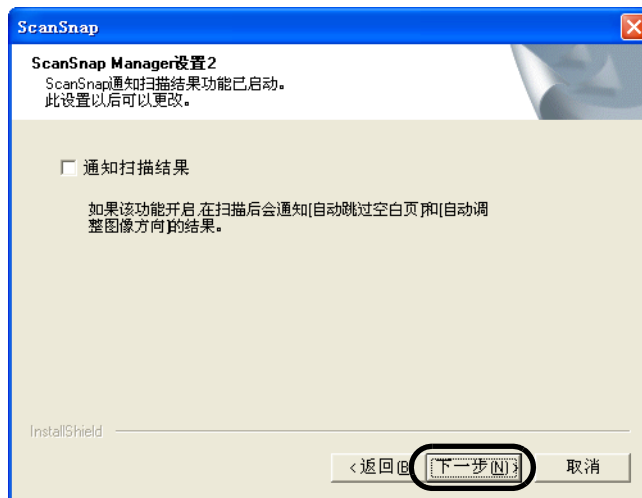 ScanSnap
ScanSnap Manager设置2
ScanSnap通知扫描结果功能已启动。
此设置以后可以更改。
通知扫描结果
如果该功能开启,在扫描后会通知[自动跳过空白页]和[自动调
整图像方向]的结果。
InstallShield
<返回(B
下一步(N)>
取消